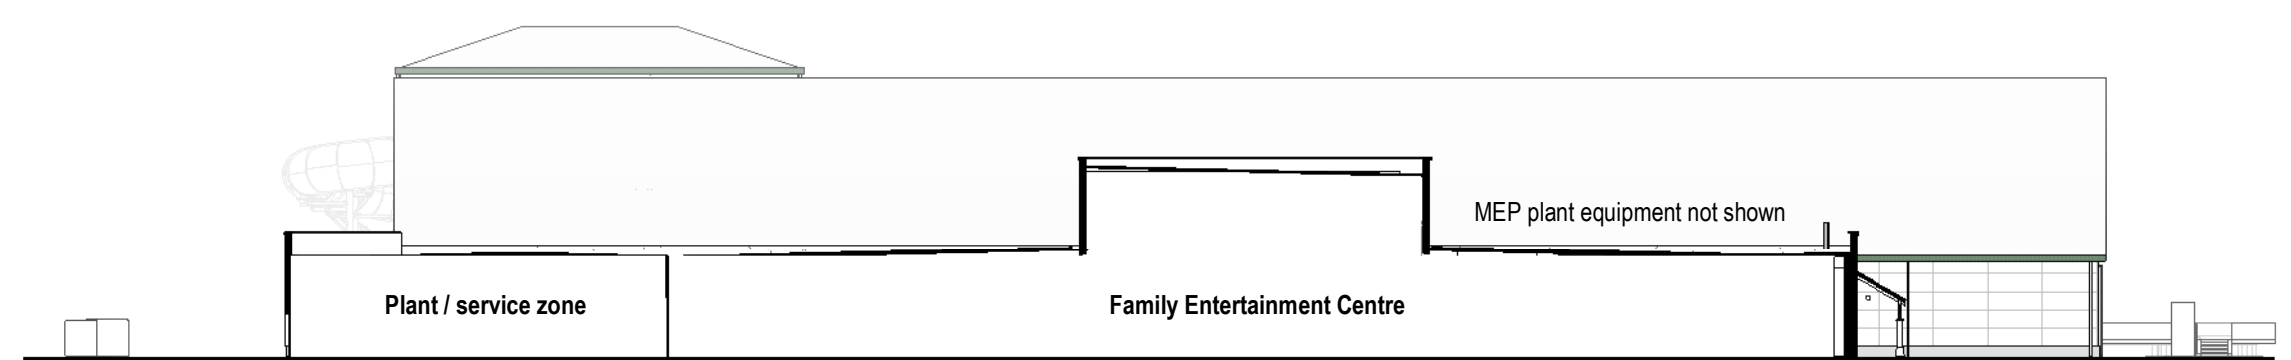 MEP plant equipment not shown
Plant / service zone
Family Entertainment Centre